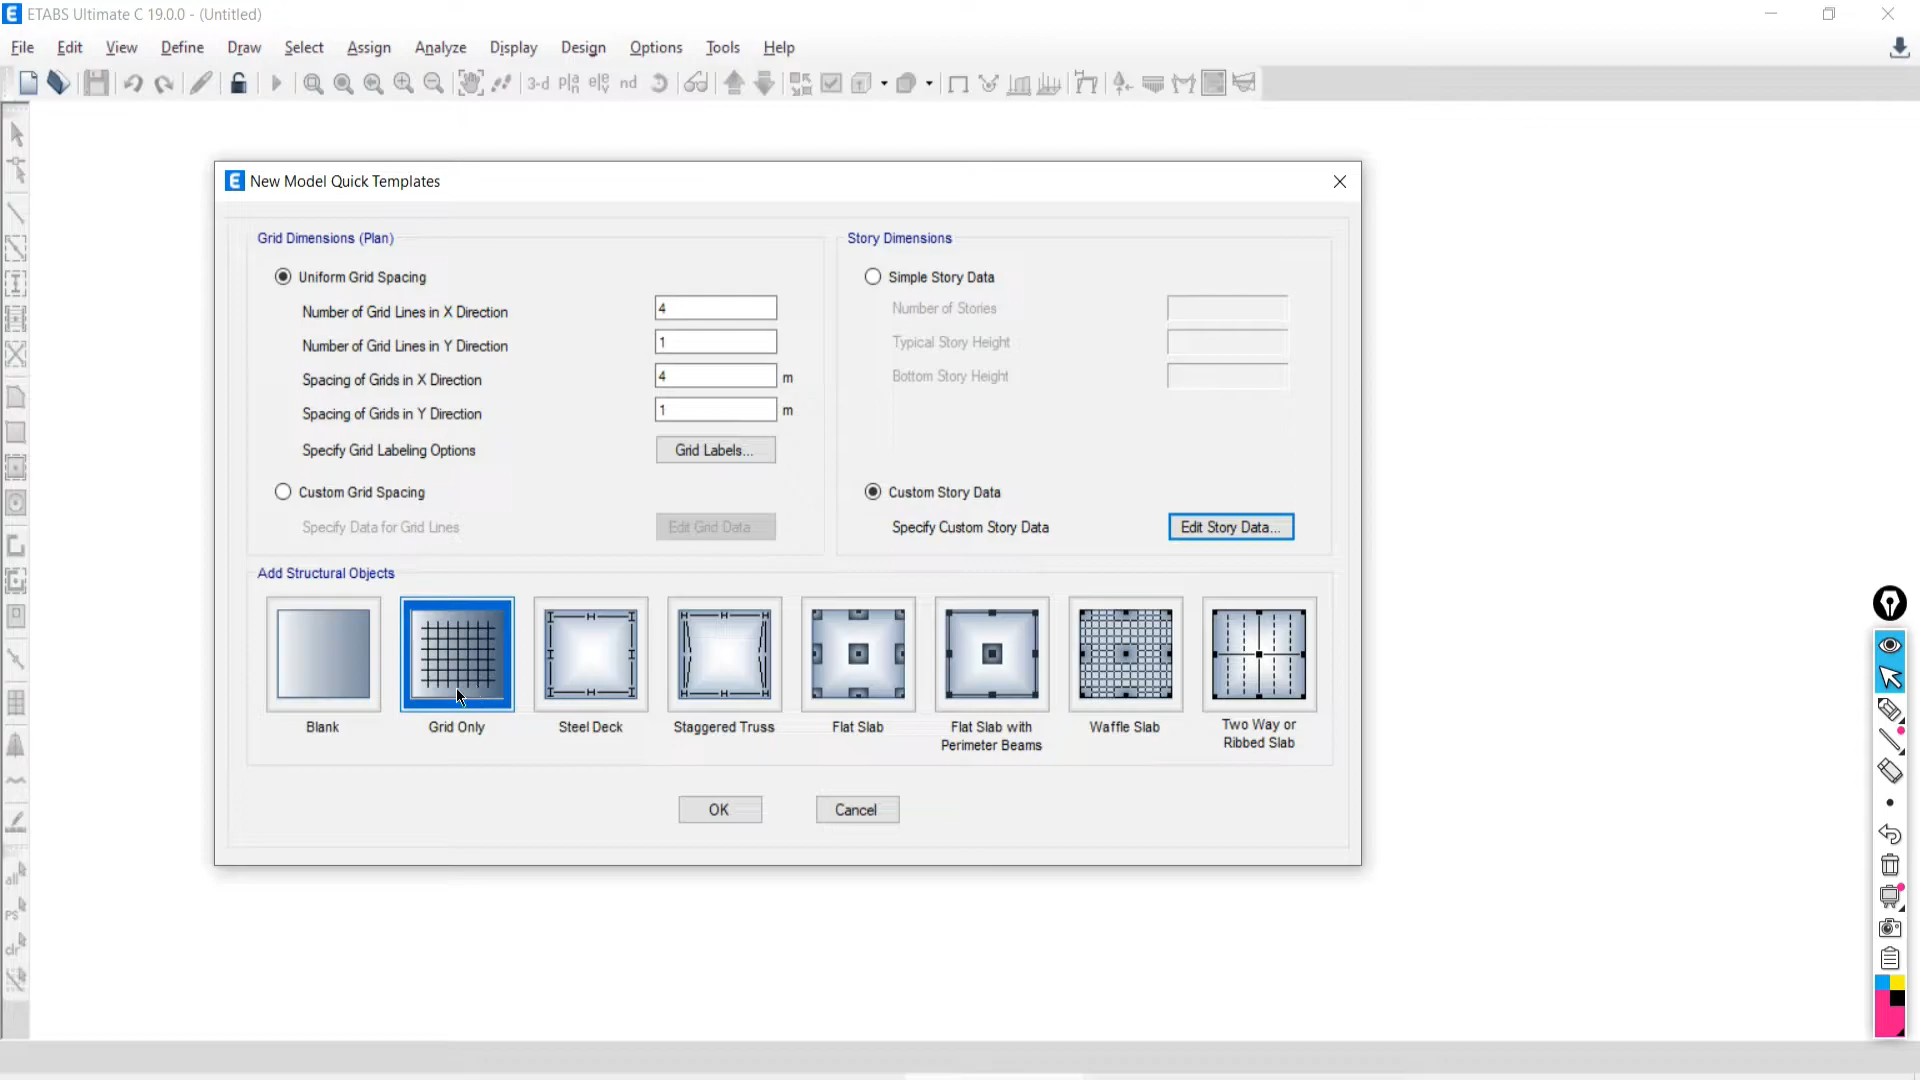 ETABS Ultimate C 19.0.0 - (Untitled)
File Edit View Define Draw Select Assign Analyze Display Design Options Tools Help
3-d nd
New Model Quick Templates
Grid Dimensions (Plan)
Uniform Grid Spacing
Number of Grid Lines in X Direction 4
Number of Grid Lines in Y Direction 1
Spacing of Grids in X Direction 4 m
Spacing of Grids in Y Direction 1 m
Specify Grid Labeling Options Grid Labels...
Custom Grid Spacing
Specify Data for Grid Lines Edit Grid Data...
Story Dimensions
Simple Story Data
Number of Stories
Typical Story Height
Bottom Story Height
Custom Story Data
Specify Custom Story Data Edit Story Data...
Add Structural Objects
Blank
Grid Only
Steel Deck
Staggered Truss
Flat Slab
Flat Slab with
Perimeter Beams
Waffle Slab
Two Way or
Ribbed Slab
OK Cancel
all
ps
clr